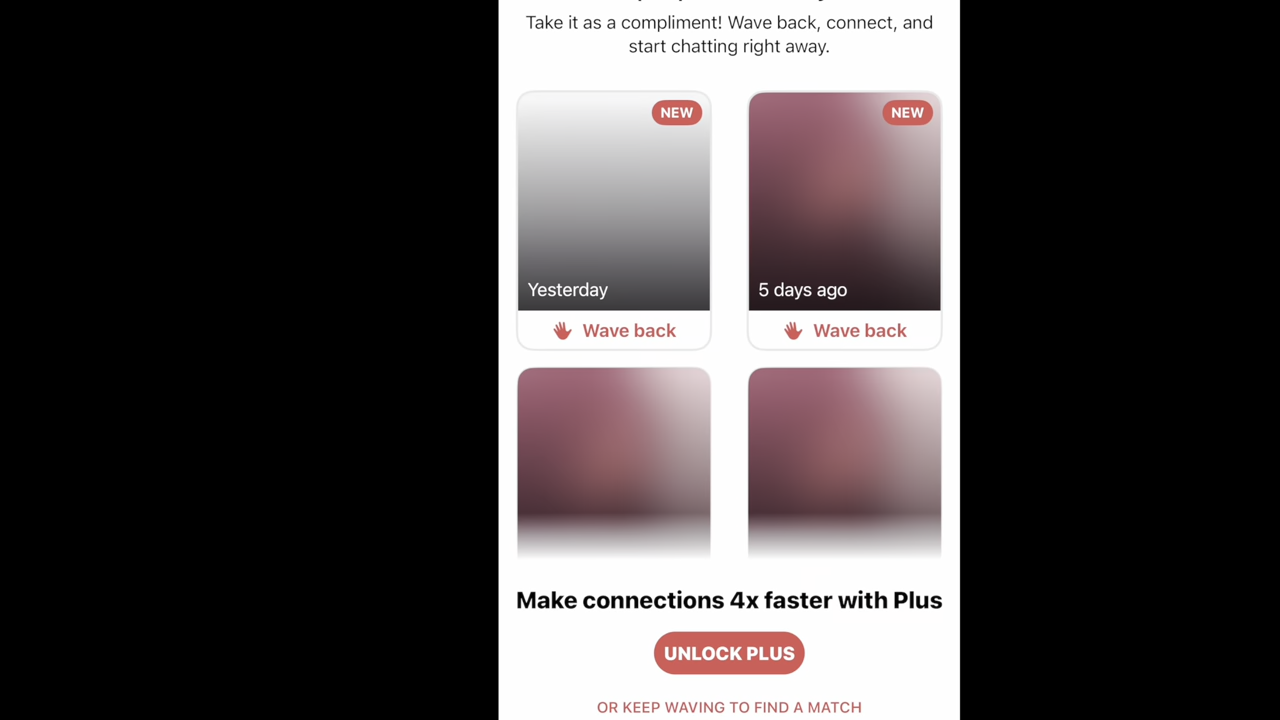 Take it as a compliment! Wave back, connect, and
start chatting right away.
NEW
NEW
Yesterday
5 days ago
Wave back
Wave back
Make connections 4x faster with Plus
UNLOCK PLUS
OR KEEP WAVING TO FIND A MATCH